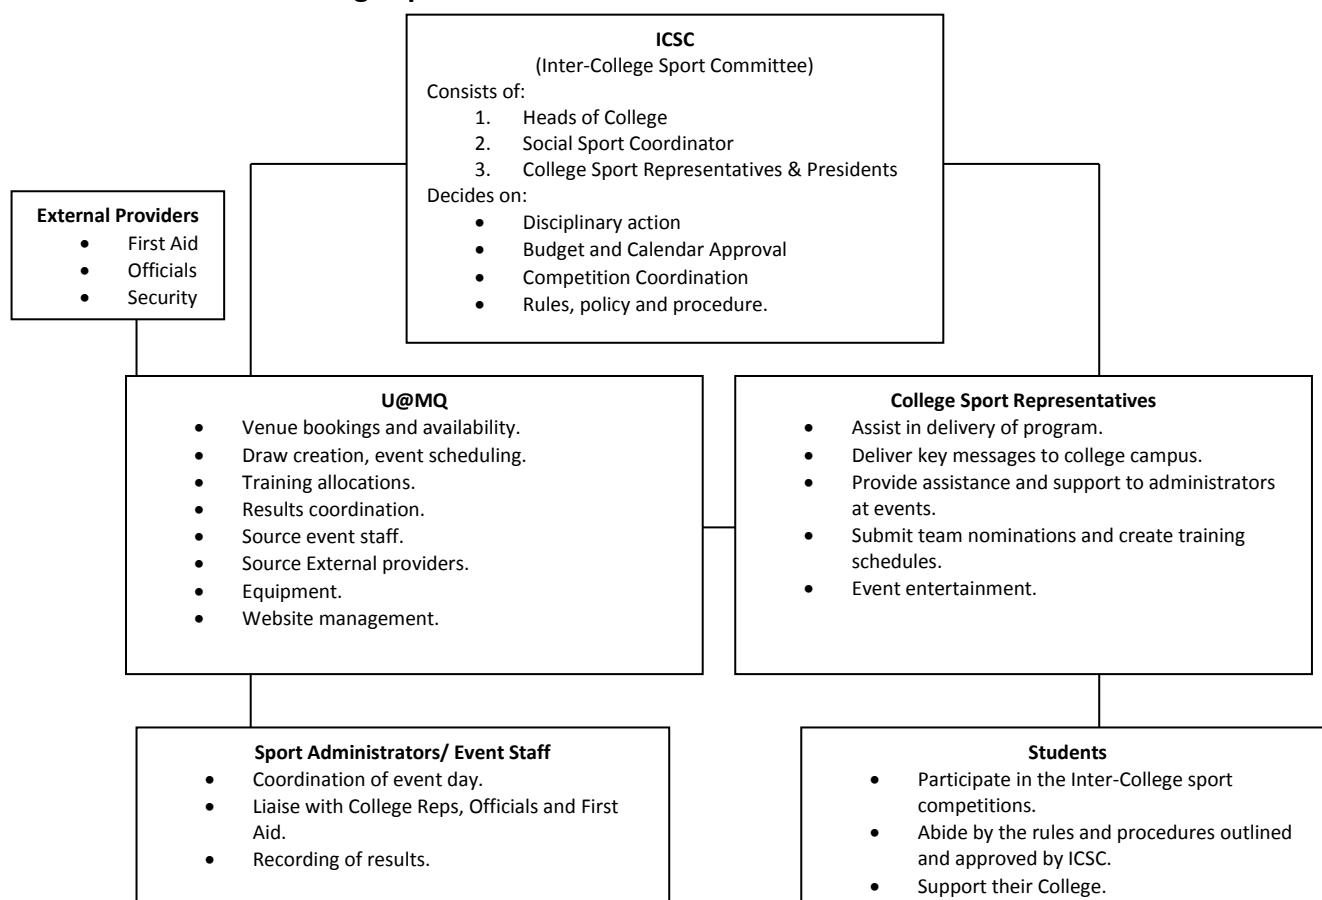 ICSC
(Inter-College Sport Committee)
Consists of:
1. Heads of College
2. Social Sport Coordinator
3. College Sport Representatives & Presidents
Decides on:
• Disciplinary action
• Budget and Calendar Approval
• Competition Coordination
• Rules, policy and procedure.
External Providers
• First Aid
• Officials
• Security
U@MQ
• Venue bookings and availability.
• Draw creation, event scheduling.
• Training allocations.
• Results coordination.
• Source event staff.
• Source External providers.
• Equipment.
• Website management.
College Sport Representatives
• Assist in delivery of program.
• Deliver key messages to college campus.
• Provide assistance and support to administrators
at events.
• Submit team nominations and create training
schedules.
• Event entertainment.
Sport Administrators/ Event Staff
• Coordination of event day.
• Liaise with College Reps, Officials and First
Aid.
• Recording of results.
Students
• Participate in the Inter-College sport
competitions.
• Abide by the rules and procedures outlined
and approved by ICSC.
• Support their College.